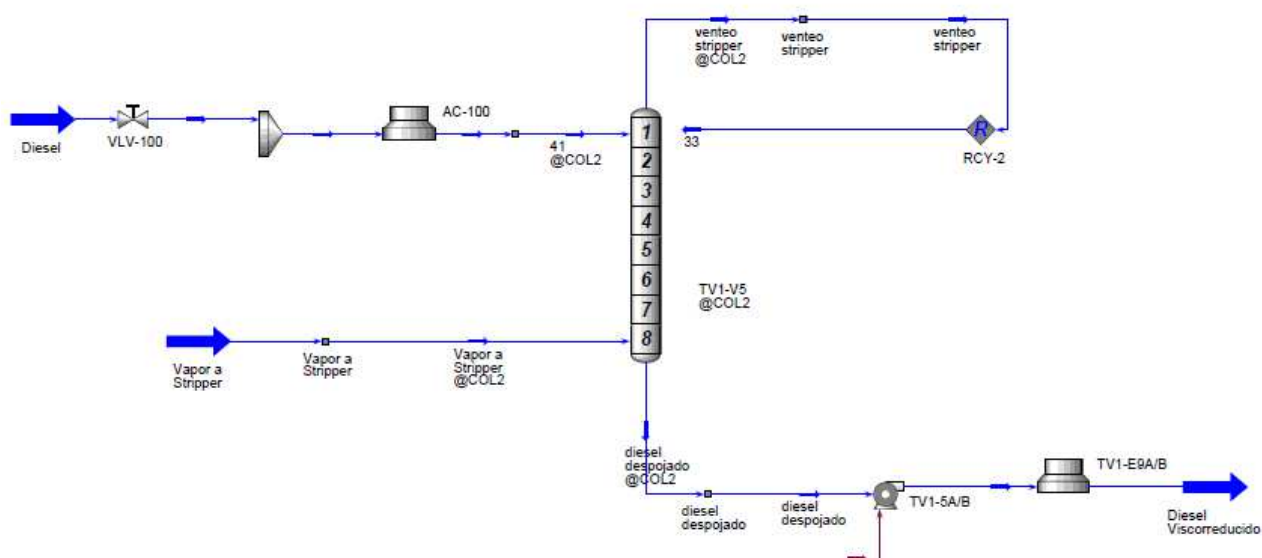 venteo
stripper
@COL2
venteo
stripper
venteo
stripper
Diesel
VLV-100
AC-100
41
@COL2
33
R
RCY-2
1
2
3
4
5
6
7
8
TV1-V5
@COL2
Vapor a
Stripper
Vapor a
Stripper
Vapor a
Stripper
@COL2
diesel
despojado
@COL2
diesel
despojado
diesel
despojado
TV1-5A/B
TV1-E9A/B
Diesel
Viscorreducido